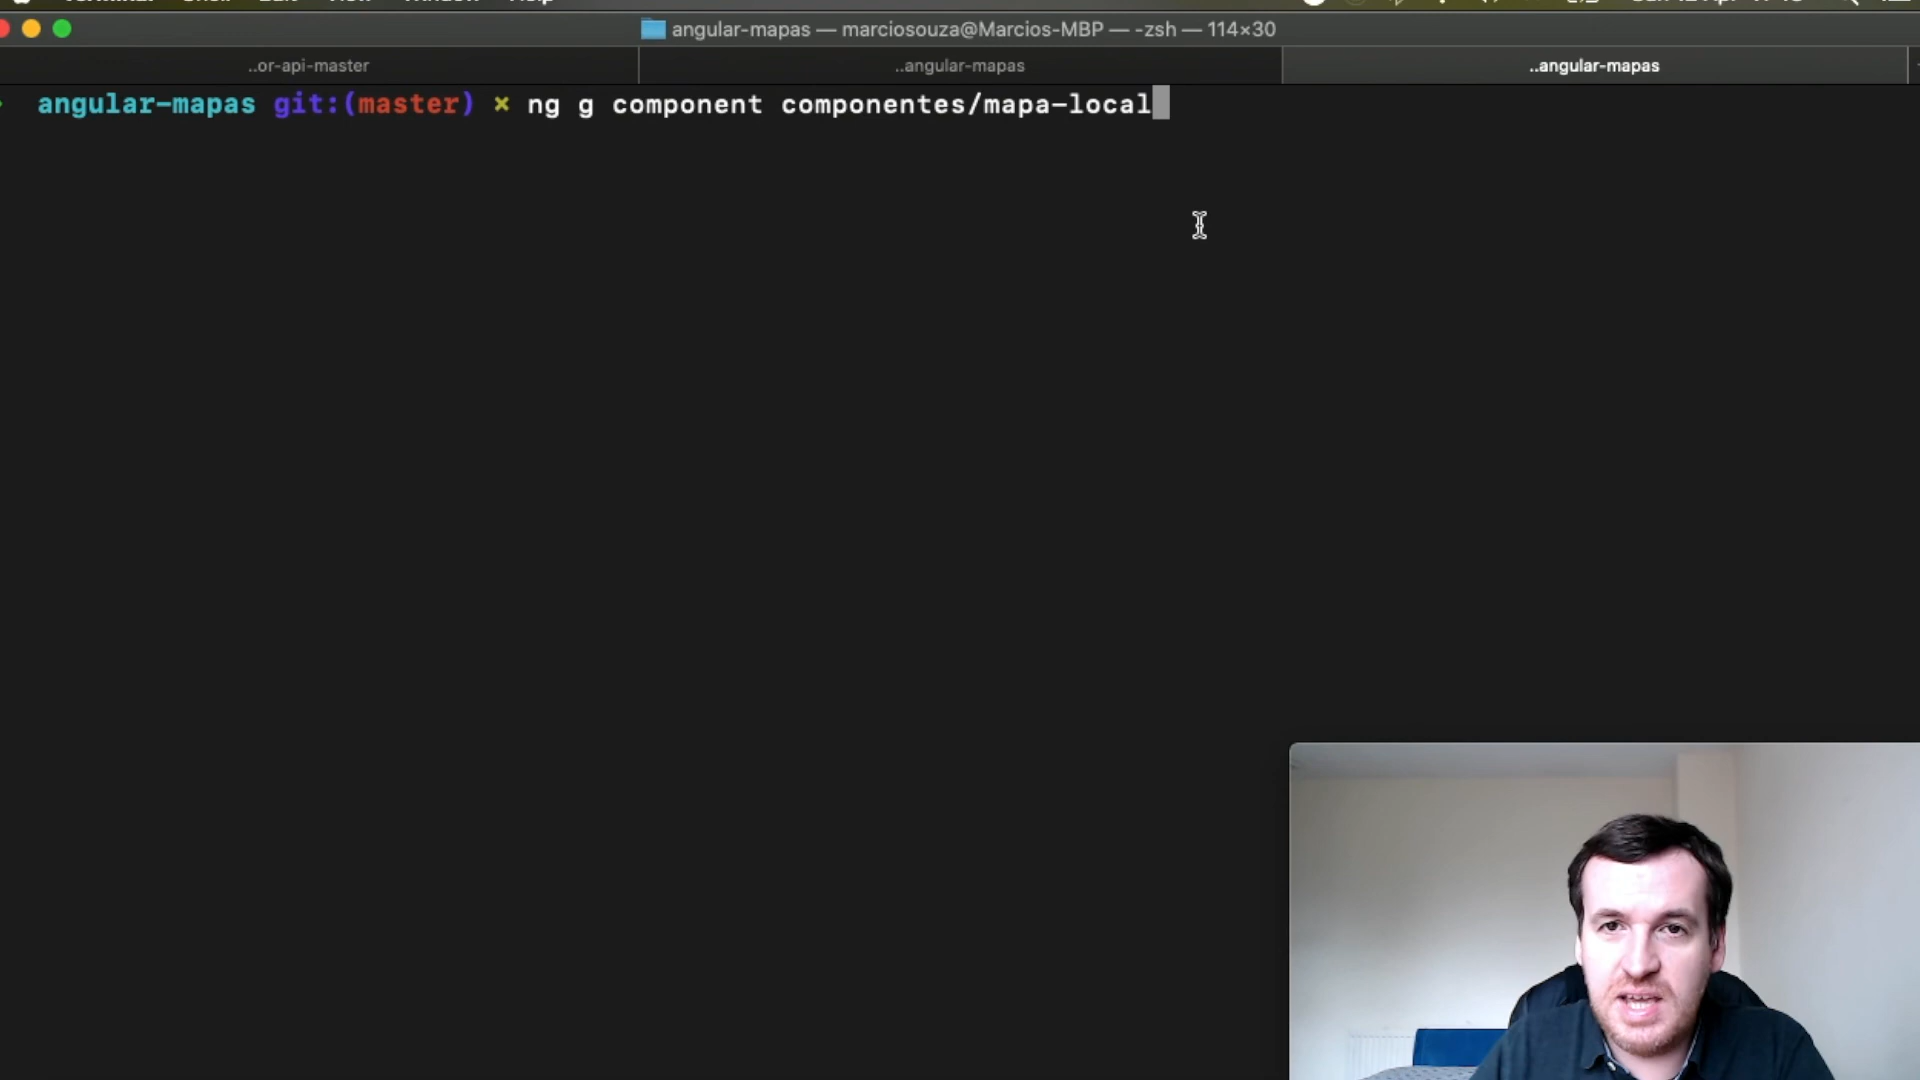 angular-mapas — marciosouza@Marcios-MBP — -zsh — 114×30
..or-api-master
..angular-mapas
..angular-mapas
angular-mapas git:(master) × ng g component componentes/mapa-local